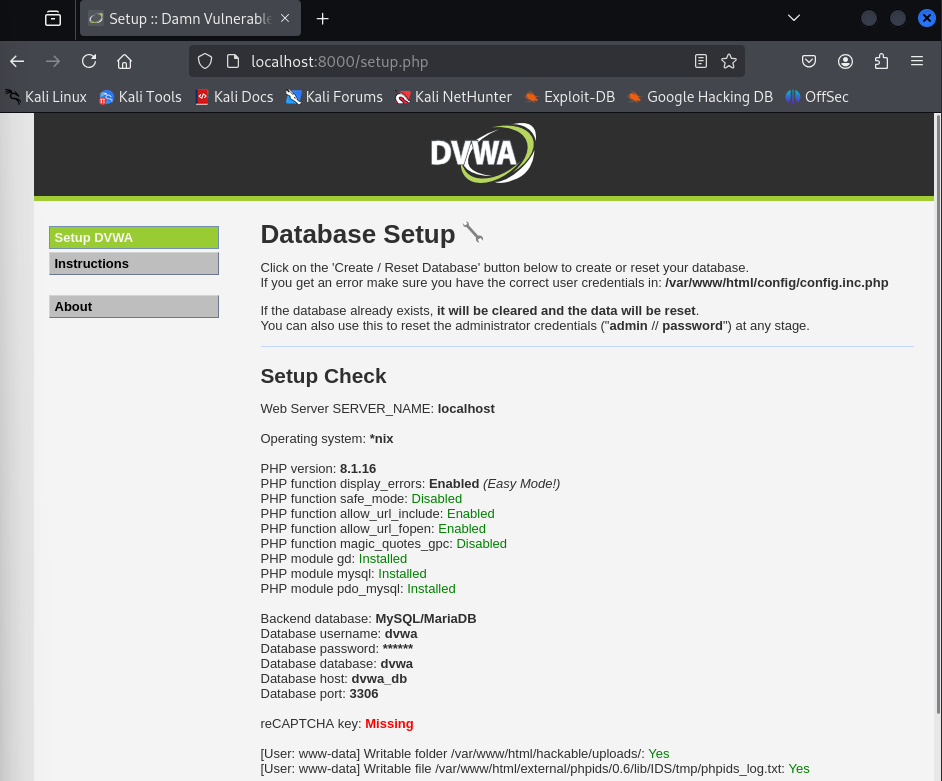 Setup :: Damn Vulnerable
localhost:8000/setup.php
Kali Linux Kali Tools Kali Docs Kali Forums Kali NetHunter Exploit-DB Google Hacking DB OffSec
DVWA
Setup DVWA
Instructions
About
Database Setup
Click on the 'Create / Reset Database' button below to create or reset your database.
If you get an error make sure you have the correct user credentials in: /var/www/html/config/config.inc.php
If the database already exists, it will be cleared and the data will be reset.
You can also use this to reset the administrator credentials ("admin // password") at any stage.
Setup Check
Web Server SERVER_NAME: localhost
Operating system: *nix
PHP version: 8.1.16
PHP function display_errors: Enabled (Easy Mode!)
PHP function safe_mode: Disabled
PHP function allow_url_include: Enabled
PHP function allow_url_fopen: Enabled
PHP function magic_quotes_gpc: Disabled
PHP module gd: Installed
PHP module mysql: Installed
PHP module pdo_mysql: Installed
Backend database: MySQL/MariaDB
Database username: dvwa
Database password: ******
Database database: dvwa
Database host: dvwa_db
Database port: 3306
reCAPTCHA key: Missing
[User: www-data] Writable folder /var/www/html/hackable/uploads/: Yes
[User: www-data] Writable file /var/www/html/external/phpids/0.6/lib/IDS/tmp/phpids_log.txt: Yes